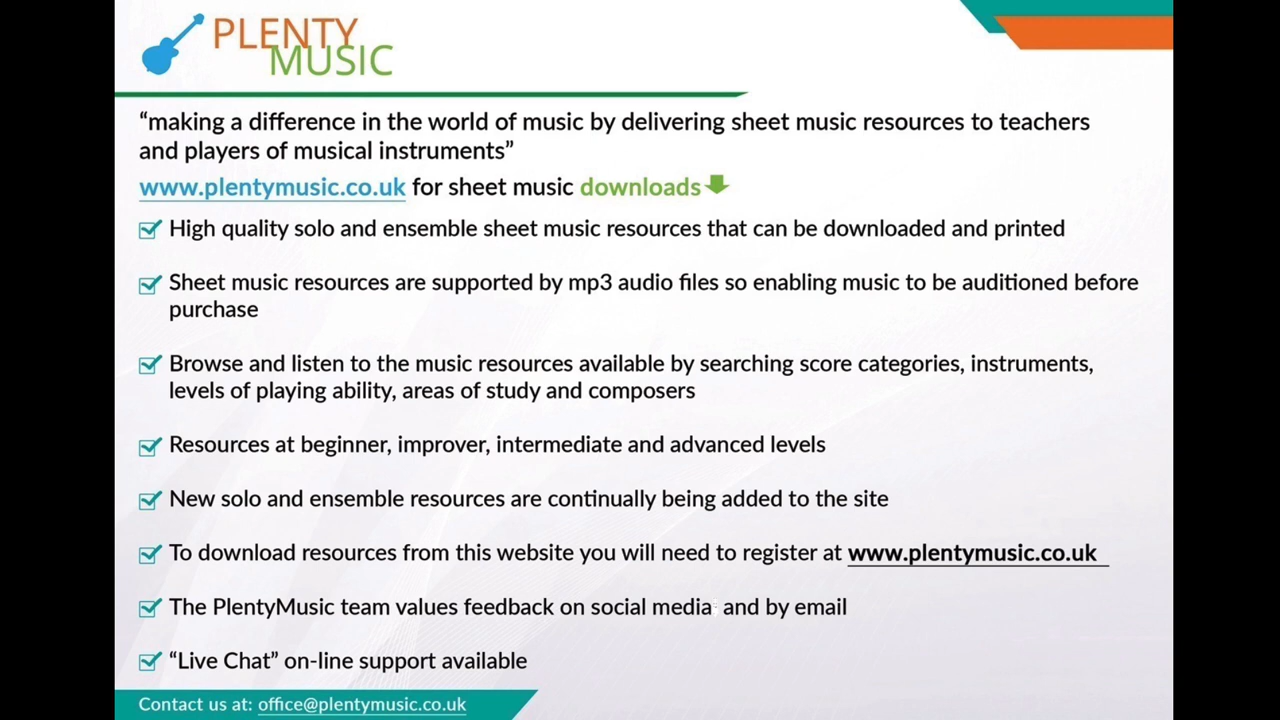 PLENTY
MUSIC
“making a difference in the world of music by delivering sheet music resources to teachers
and players of musical instruments”
www.plentymusic.co.uk for sheet music downloads
High quality solo and ensemble sheet music resources that can be downloaded and printed
Sheet music resources are supported by mp3 audio files so enabling music to be auditioned before
purchase
Browse and listen to the music resources available by searching score categories, instruments,
levels of playing ability, areas of study and composers
Resources at beginner, improver, intermediate and advanced levels
New solo and ensemble resources are continually being added to the site
To download resources from this website you will need to register at www.plentymusic.co.uk
The PlentyMusic team values feedback on social media and by email
“Live Chat” on-line support available
Contact us at: office@plentymusic.co.uk